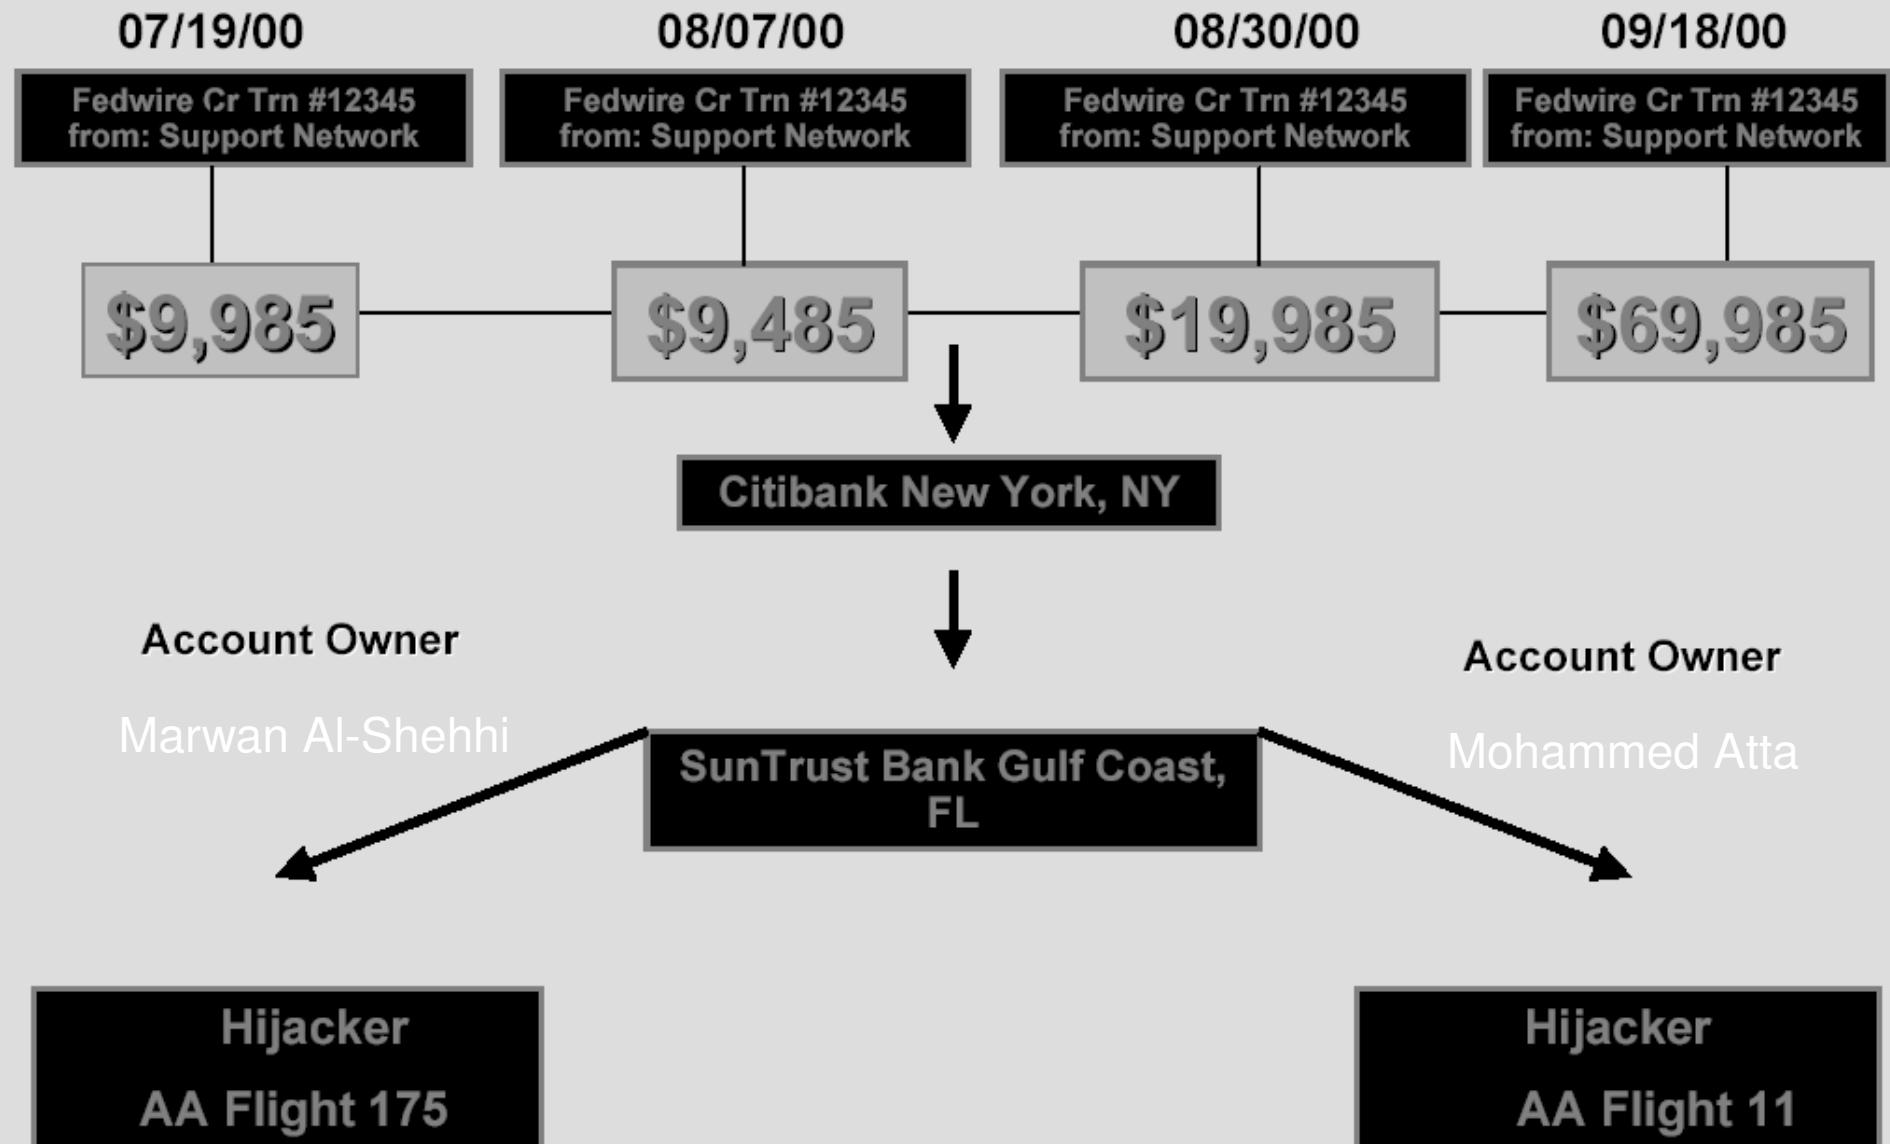 07/19/00
08/07/00
08/30/00
09/18/00
Fedwire Cr Trn #12345
from: Support Network
Fedwire Cr Trn #12345
from: Support Network
Fedwire Cr Trn #12345
from: Support Network
Fedwire Cr Trn #12345
from: Support Network
$9,985
$9,485
$19,985
$69,985
Citibank New York, NY
Account Owner
Marwan Al-Shehhi
Account Owner
Mohammed Atta
SunTrust Bank Gulf Coast,
FL
Hijacker
AA Flight 175
Hijacker
AA Flight 11